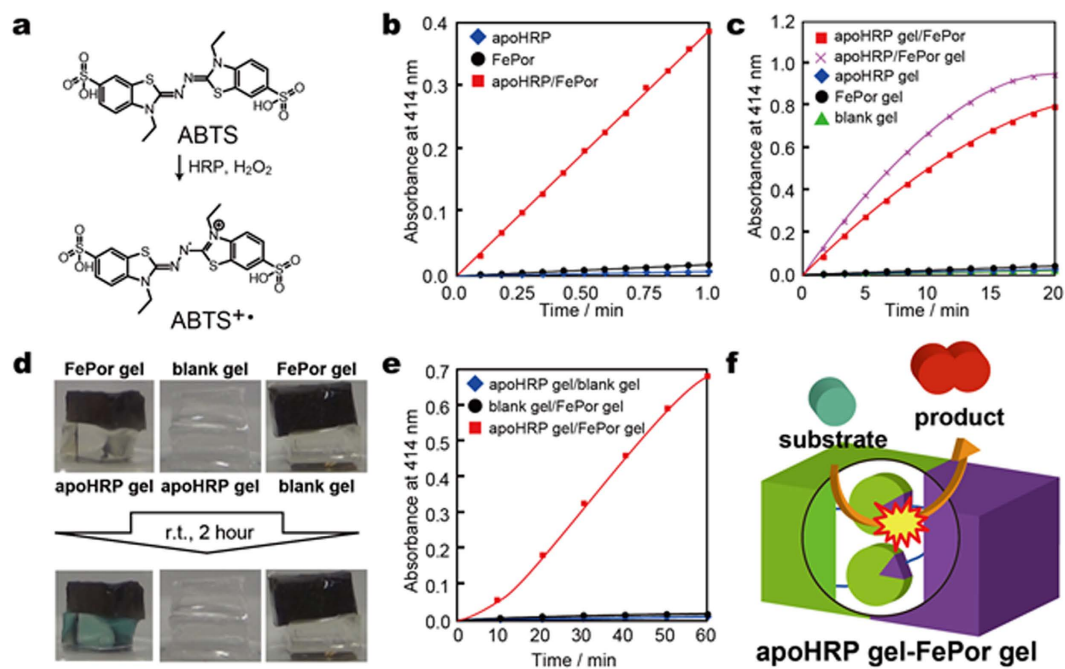 a
S
S
O
O
OH
N
N
N
N
S
S
O
O
HO
ABTS
HRP, H₂O₂
S
S
O
O
OH
N
N
N·
N⊕
S
S
O
O
HO
ABTS⁺•
b
apoHRP
FePor
apoHRP/FePor
Absorbance at 414 nm
0.4
0.3
0.2
0.1
0.0
0.0 0.25 0.50 0.75 1.0
Time / min
c
apoHRP gel/FePor
apoHRP/FePor gel
apoHRP gel
FePor gel
blank gel
Absorbance at 414 nm
1.2
1.0
0.8
0.6
0.4
0.2
0.0
0 5 10 15 20
Time / min
d
FePor gel blank gel FePor gel
apoHRP gel apoHRP gel blank gel
r.t., 2 hour
e
apoHRP gel/blank gel
blank gel/FePor gel
apoHRP gel/FePor gel
Absorbance at 414 nm
0.7
0.6
0.5
0.4
0.3
0.2
0.1
0.0
0 10 20 30 40 50 60
Time / min
f
product
substrate
apoHRP gel-FePor gel